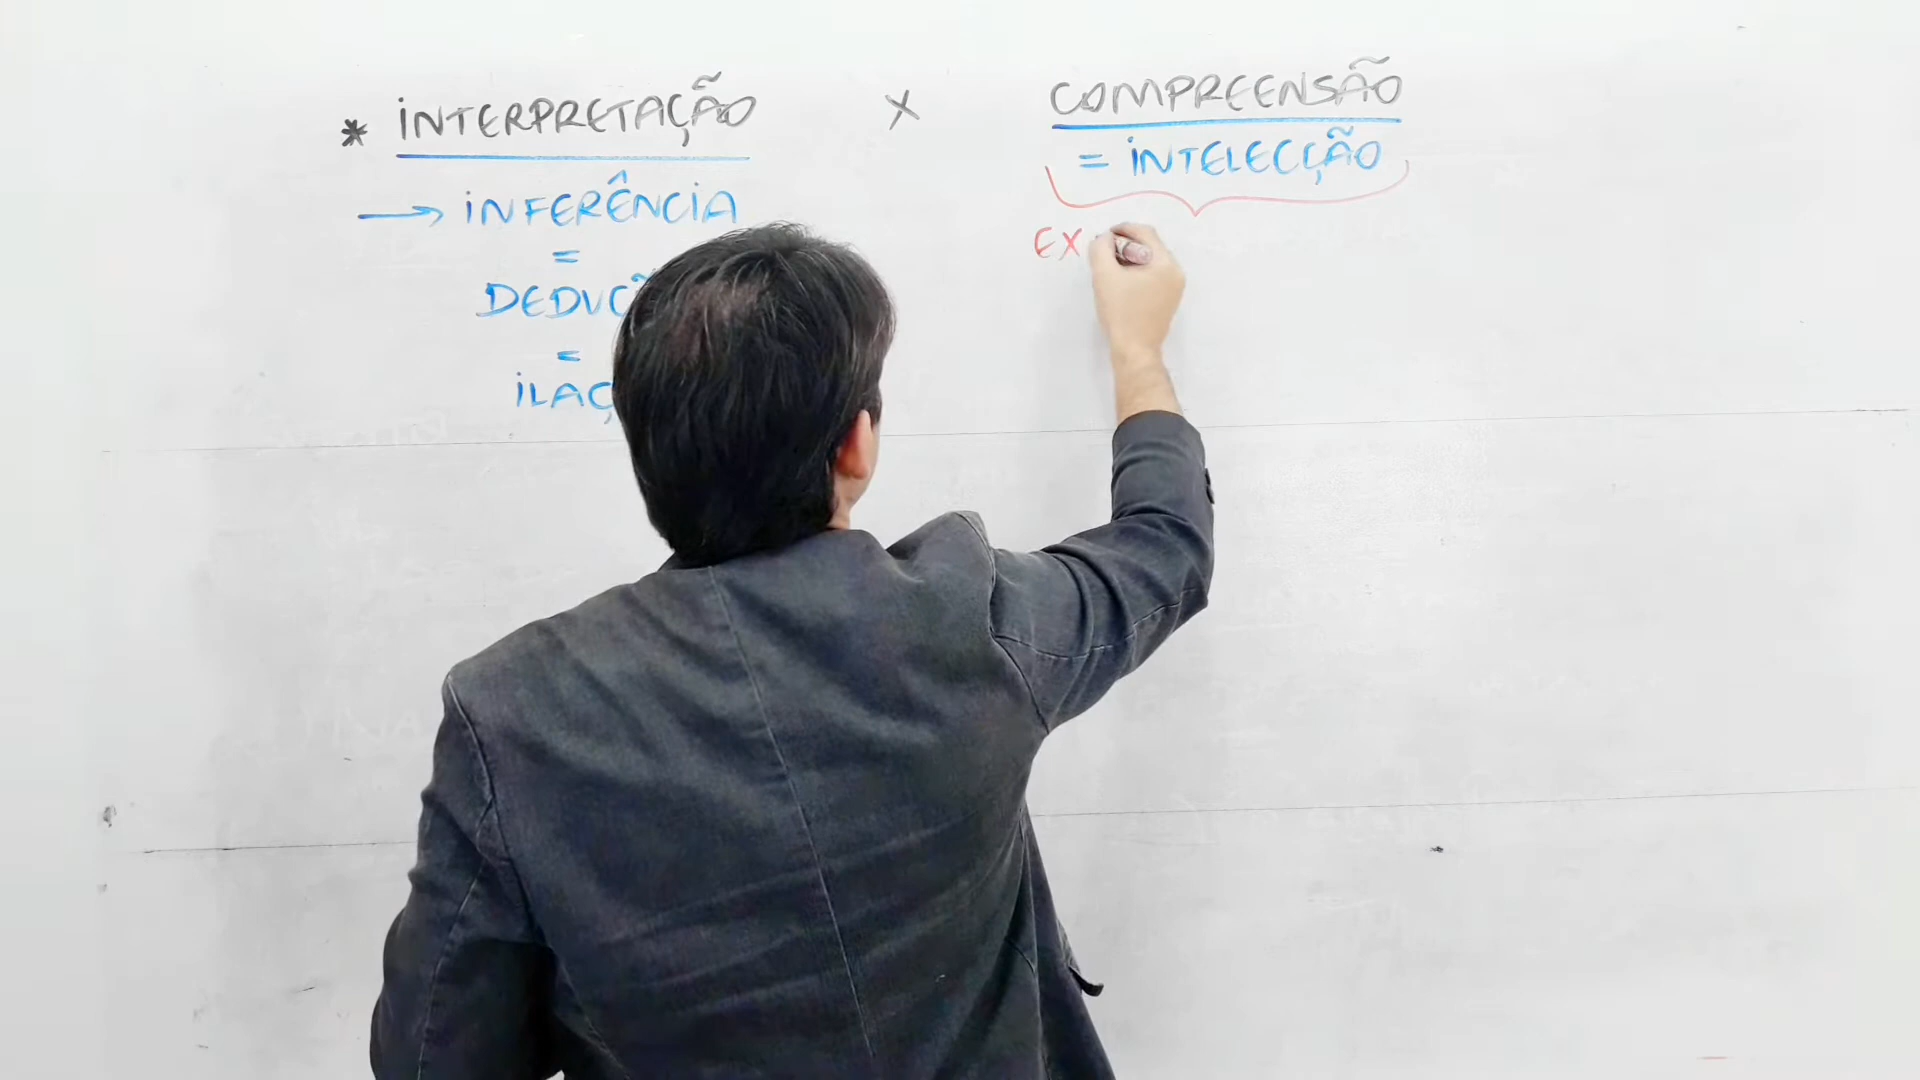 * INTERPRETAÇÃO X COMPREENSÃO
= INTELECÇÃO
→ INFERÊNCIA
EX
=
=